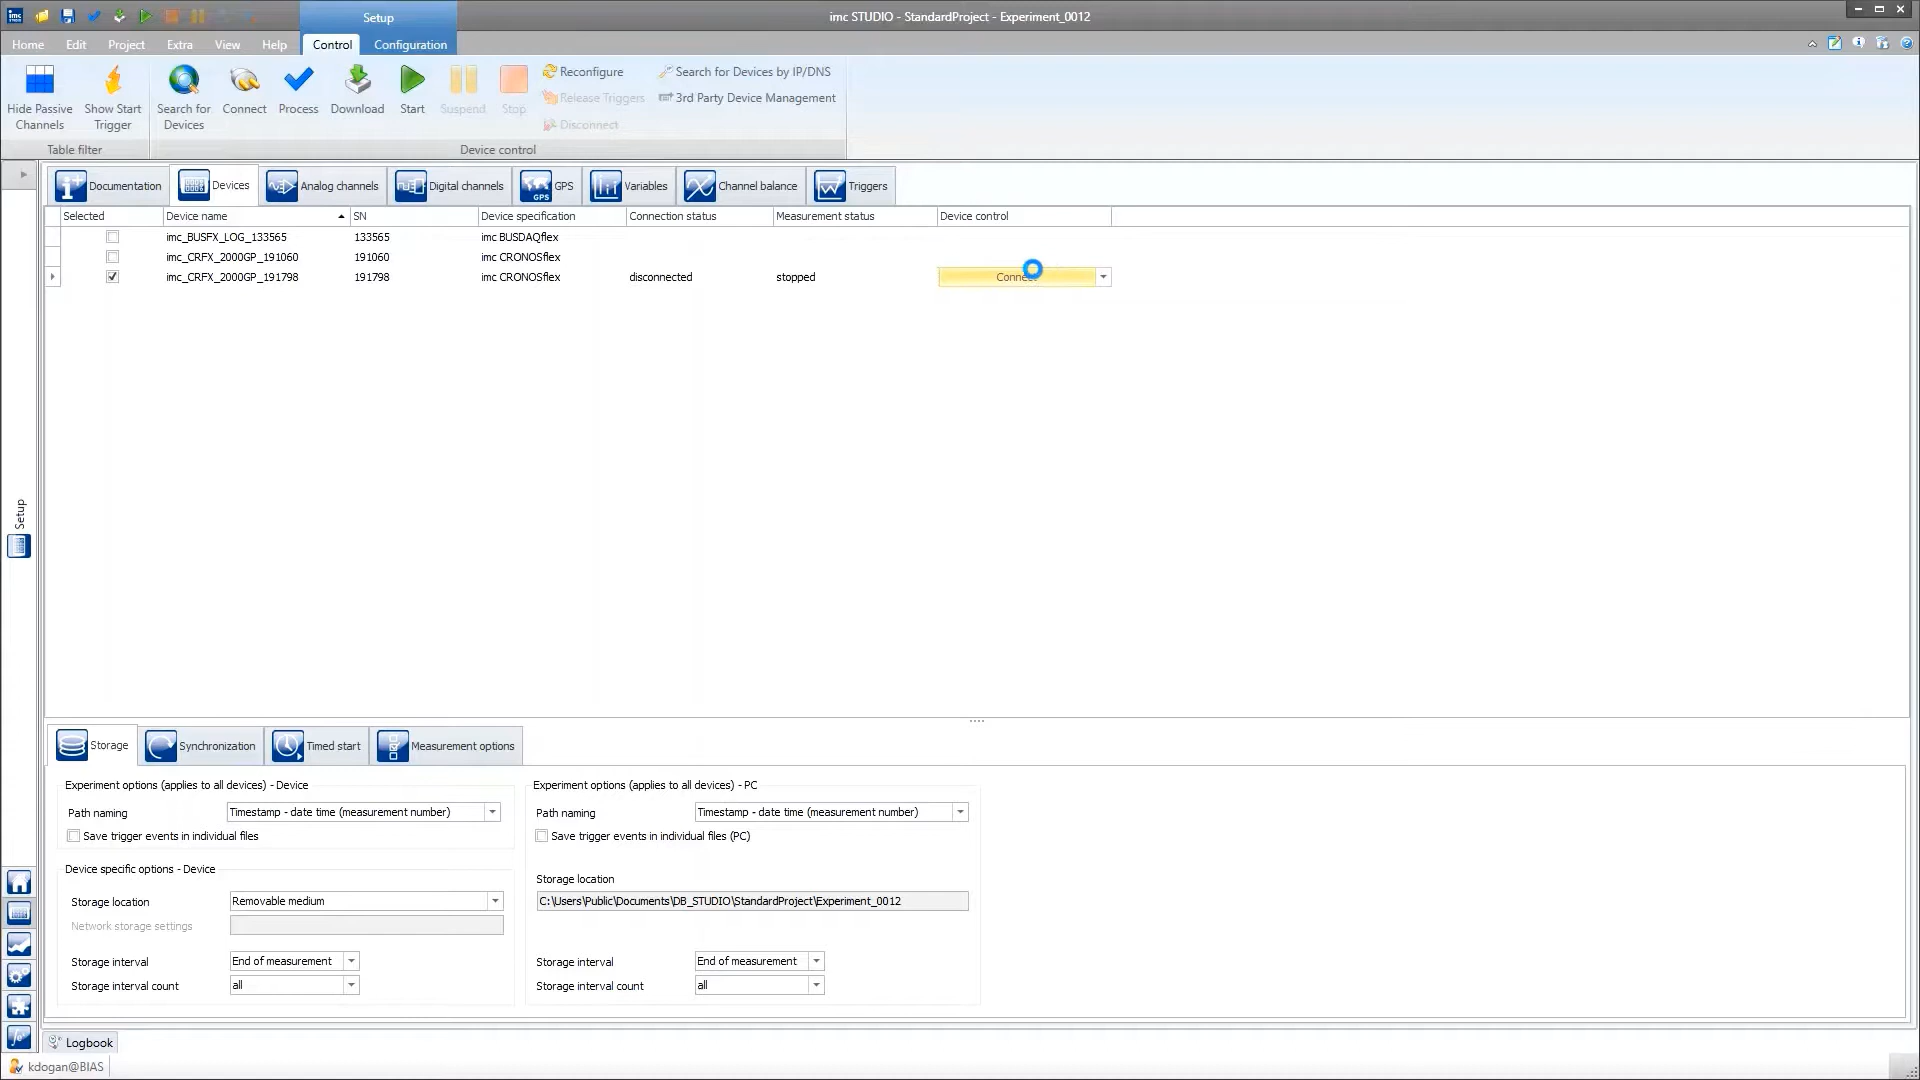 imc STUDIO - StandardProject - Experiment_0012
Setup
Home Edit Project Extra View Help Control Configuration
Hide Passive Channels
Show Start Trigger
Table filter
Search for Devices
Connect
Process
Download
Start
Suspend
Stop
Reconfigure
Release Triggers
Disconnect
Search for Devices by IP/DNS
3rd Party Device Management
Device control
Documentation Devices Analog channels Digital channels GPS GPS Variables Channel balance Triggers
Selected Device name SN Device specification Connection status Measurement status Device control
imc_BUSFX_LOG_133565 133565 imc BUSDAQflex
imc_CRFX_2000GP_191060 191060 imc CRONOSflex
imc_CRFX_2000GP_191798 191798 imc CRONOSflex disconnected stopped Connect
Setup
Storage Synchronization Timed start Measurement options
Experiment options (applies to all devices) - Device
Path naming Timestamp - date time (measurement number)
Save trigger events in individual files
Device specific options - Device
Storage location Removable medium
Network storage settings
Storage interval End of measurement
Storage interval count all
Experiment options (applies to all devices) - PC
Path naming Timestamp - date time (measurement number)
Save trigger events in individual files (PC)
Storage location
C:\Users\Public\Documents\DB_STUDIO\StandardProject\Experiment_0012
Storage interval End of measurement
Storage interval count all
Logbook
kdogan@BIAS